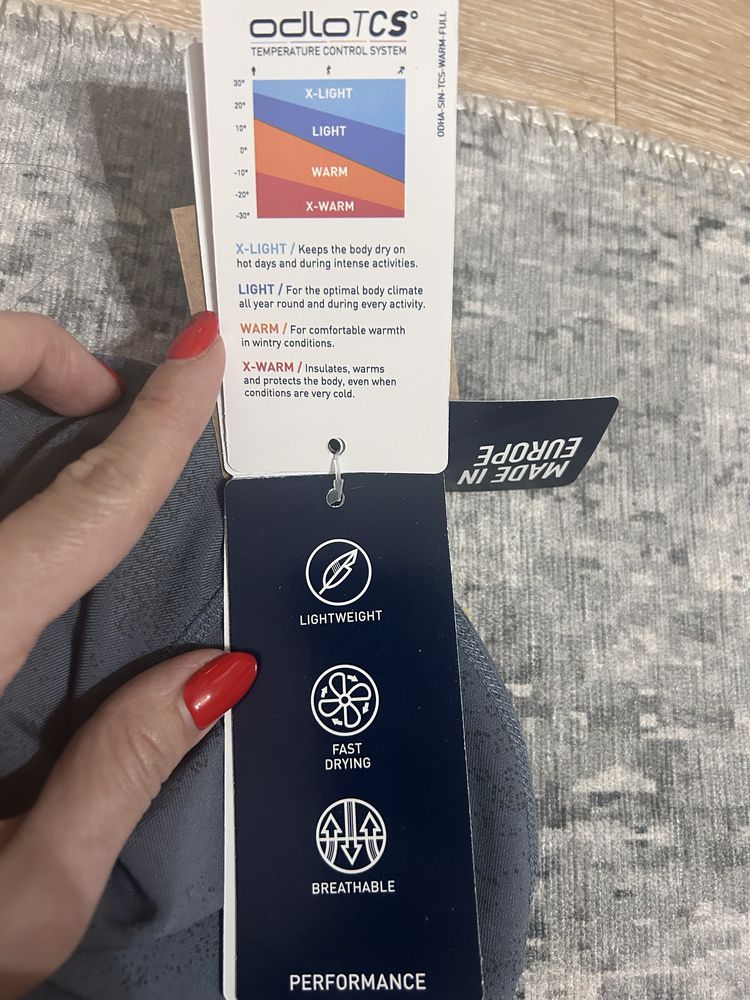 odlo TCS°
TEMPERATURE CONTROL SYSTEM
ODHA-SIN-TCS-WARM-FULL
30°
20°
10°
0°
-10°
-20°
-30°
X-LIGHT
LIGHT
WARM
X-WARM
X-LIGHT / Keeps the body dry on
hot days and during intense activities.
LIGHT / For the optimal body climate
all year round and during every activity.
WARM / For comfortable warmth
in wintry conditions.
X-WARM / Insulates, warms
and protects the body, even when
conditions are very cold.
MADE IN
EUROPE
LIGHTWEIGHT
FAST
DRYING
BREATHABLE
PERFORMANCE